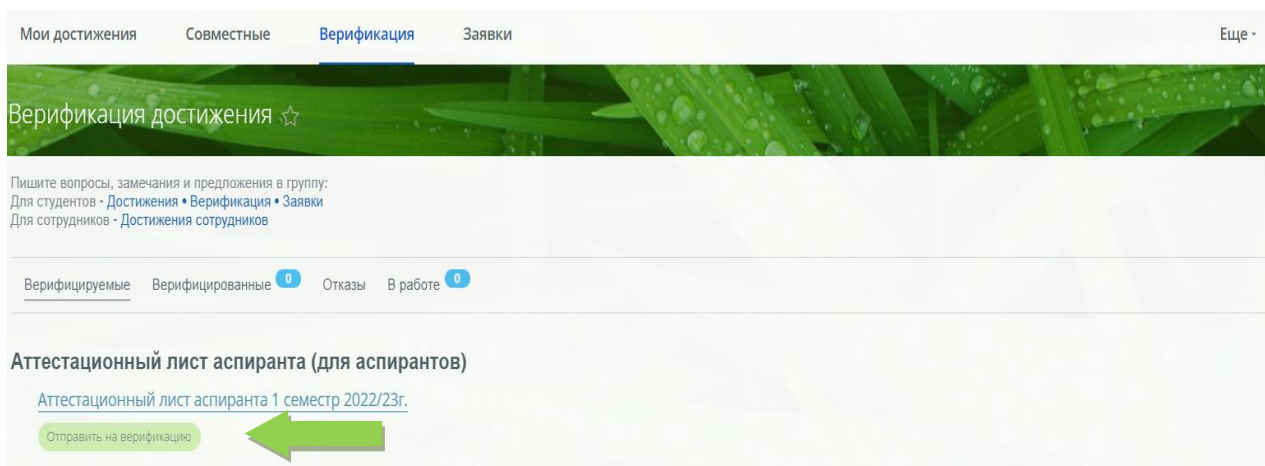 Мои достижения Совместные Верификация Заявки Еще
Верификация достижения
Пишите вопросы, замечания и предложения в группу:
Для студентов - Достижения • Верификация • Заявки
Для сотрудников - Достижения сотрудников
Верифицируемые Верифицированные 0 Отказы В работе 0
Аттестационный лист аспиранта (для аспирантов)
Аттестационный лист аспиранта 1 семестр 2022/23г.
Отправить на верификацию